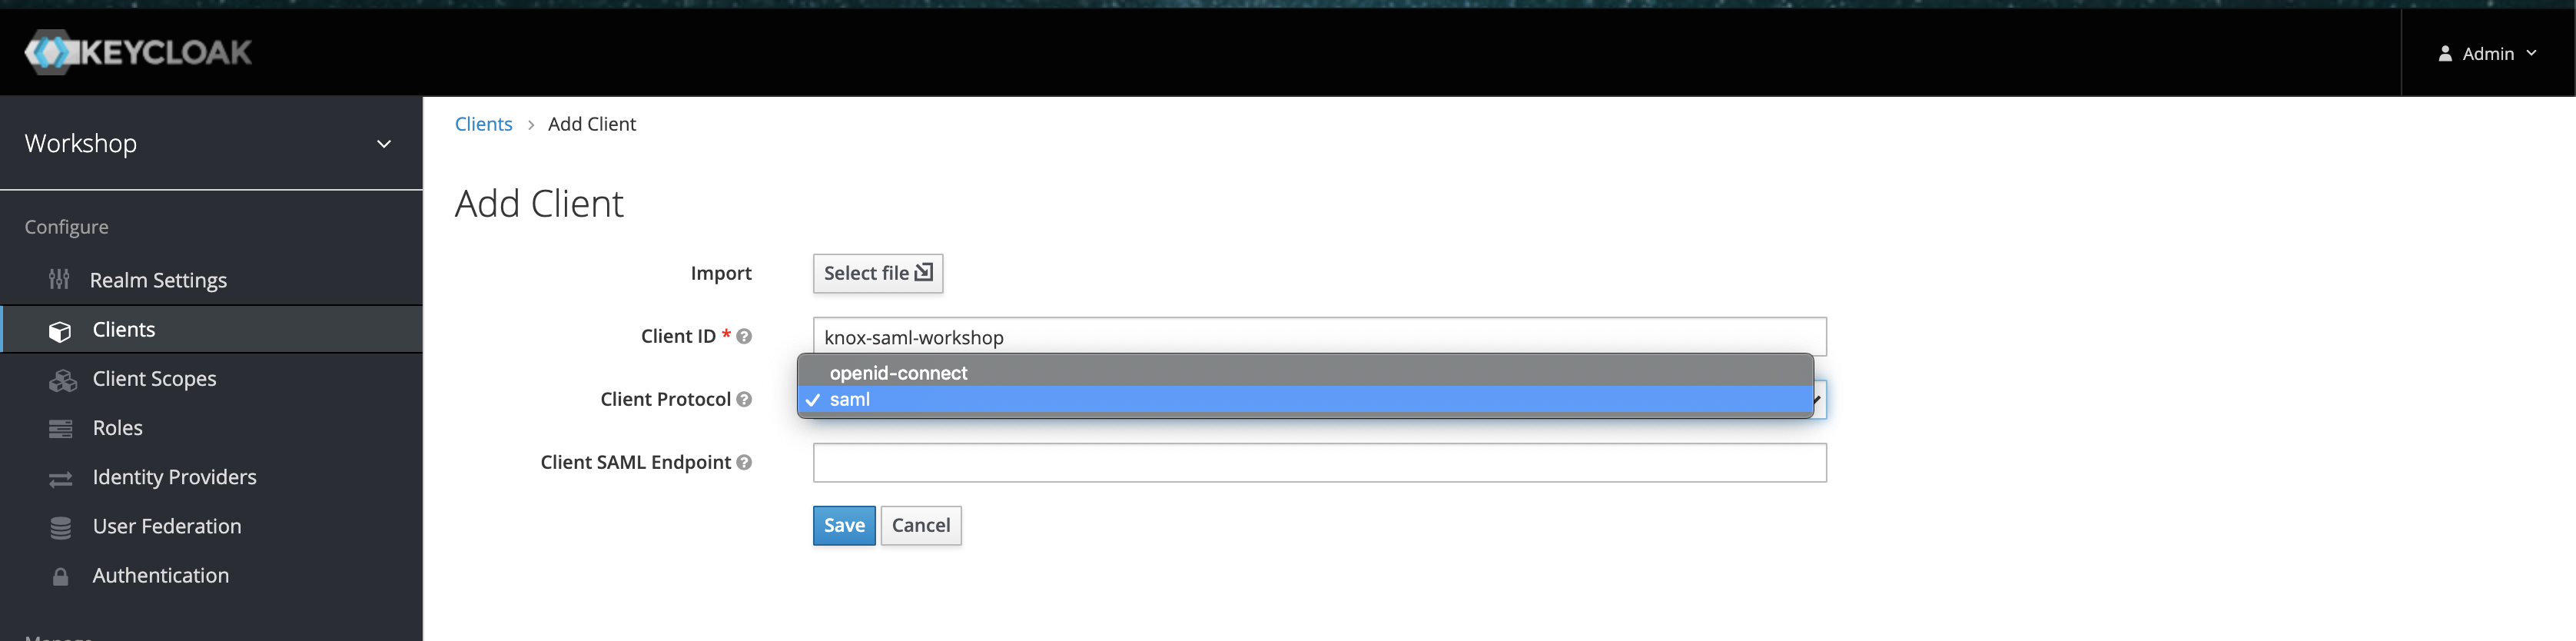 KEYCLOAK
Admin
Workshop
Clients > Add Client
Configure
Add Client
Realm Settings
Import Select file
Clients
Client ID * knox-saml-workshop
openid-connect
Client Scopes
Client Protocol saml
Roles
Client SAML Endpoint
Identity Providers
User Federation
Save Cancel
Authentication